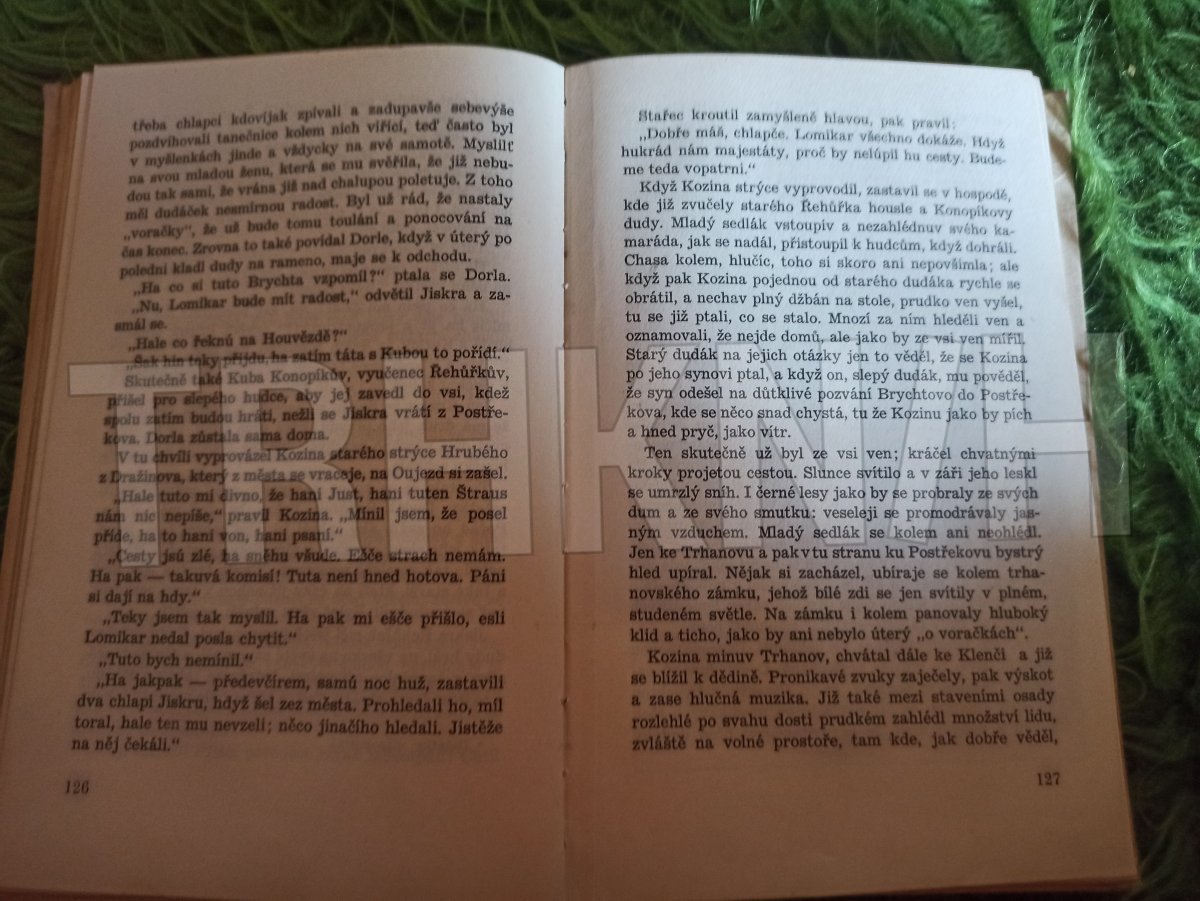 třeba chlapci kdovíjak zpívali a zadupavše sebevýše
pozdvihovali tanečnice kolem nich vířící, teď často byl
v myšlenkách jinde a vždycky na své samotě. Myslilť
na svou mladou ženu, která se mu svěřila, že již nebu-
dou tak sami, že vrána již nad chalupou poletuje. Z toho
měl dudáček nesmírnou radost. Byl už rád, že nastaly
„voračky“, že už bude tomu toulání a ponocování na
čas konec. Zrovna to také povídal Dorle, když v úterý po
polední kladl dudy na rameno, maje se k odchodu.
„Ha co si tuto Brychta vzpomíl?“ ptala se Dorla.
„Nu, Lomikar bude mít radost,“ odvětil Jiskra a za-
smál se.
„Hale co řeknú na Houvězdě?“
„Šak hin taky přijdu, ha zatím táta s Kubou to pořídí.“
Skutečně také Kuba Konopíkův, vyučenec Řehůřkův,
přišel pro slepého hudce, aby jej zavedl do vsi, kdež
spolu zatím budou hráti, nežli se Jiskra vrátí z Postře-
kova. Dorla zůstala sama doma.
V tu chvíli vyprovázel Kozina starého strýce Hrubého
z Dražinova, který z města se vraceje, na Oujezd si zašel.
„Hale tuto mi divno, že hani Just, hani tuten Štraus
nám nic nepíše,“ pravil Kozina. „Mínil jsem, že posel
příde, ha to hani von, hani psaní.“
„Cesty jsú zlé, ha sněhu všude. Ešče strach nemám.
Ha pak — takuvá komisí! Tuta není hned hotova. Páni
si dají na hdy.“
„Teky jsem tak myslil. Ha pak mi ešče přišlo, esli
Lomikar nedal posla chytit.“
„Tuto bych nemínil.“
„Ha jakpak — předevčírem, samú noc huž, zastavili
dva chlapi Jiskru, hdyž šel zez města. Prohledali ho, míl
toral, hale ten mu nevzeli; něco jinačího hledali. Jistěže
na něj čekáli.“
126
Stařec kroutil zamyšleně hlavou, pak pravil:
„Dobře máš, chlapče. Lomikar všechno dokáže. Hdyž
hukrád nám majestáty, proč by nelúpil hu cesty. Bude-
me teda vopatrni.“
Když Kozina strýce vyprovodil, zastavil se v hospodě,
kde již zvučely starého Řehůřka housle a Konopíkovy
dudy. Mladý sedlák vstoupiv a nezahlédnuv svého ka-
maráda, jak se nadál, přistoupil k hudcům, když dohráli.
Chasa kolem, hlučíc, toho si skoro ani nepovšimla; ale
když pak Kozina pojednou od starého dudáka rychle se
obrátil, a nechav plný džbán na stole, prudko ven vyšel,
tu se již ptali, co se stalo. Mnozí za ním hleděli ven a
oznamovali, že nejde domů, ale jako by ze vsi ven mířil.
Starý dudák na jejich otázky jen to věděl, že se Kozina
po jeho synovi ptal, a když on, slepý dudák, mu pověděl,
že syn odešel na důtklivé pozvání Brychtovo do Postře-
kova, kde se něco snad chystá, tu že Kozinu jako by pích
a hned pryč, jako vítr.
Ten skutečně už byl ze vsi ven; kráčel chvatnými
kroky projetou cestou. Slunce svítilo a v záři jeho leskl
se umrzlý sníh. I černé lesy jako by se probraly ze svých
dum a ze svého smutku: veseleji se promodrávaly jas-
ným vzduchem. Mladý sedlák se kolem ani neohlédl.
Jen ke Trhanovu a pak v tu stranu ku Postřekovu bystrý
hled upíral. Nějak si zacházel, ubíraje se kolem trha-
novského zámku, jehož bílé zdi se jen svítily v plném,
studeném světle. Na zámku i kolem panovaly hluboký
klid a ticho, jako by ani nebylo úterý „o voračkách“.
Kozina minuv Trhanov, chvátal dále ke Klenčí a již
se blížil k dědině. Pronikavé zvuky zaječely, pak výskot
a zase hlučná muzika. Již také mezi staveními osady
rozlehlé po svahu dosti prudkém zahlédl množství lidu,
zvláště na volné prostoře, tam kde, jak dobře věděl,
127